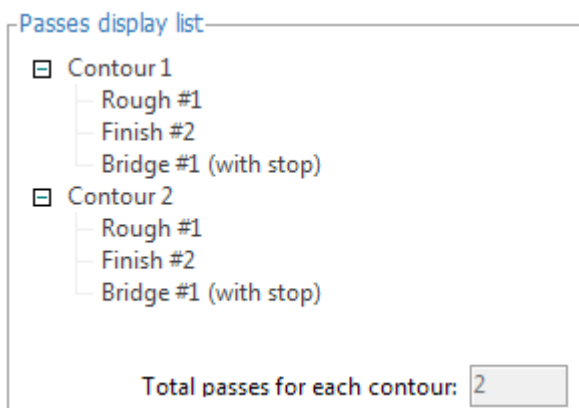 Passes display list
Contour 1
Rough #1
Finish #2
Bridge #1 (with stop)
Contour 2
Rough #1
Finish #2
Bridge #1 (with stop)
Total passes for each contour: 2